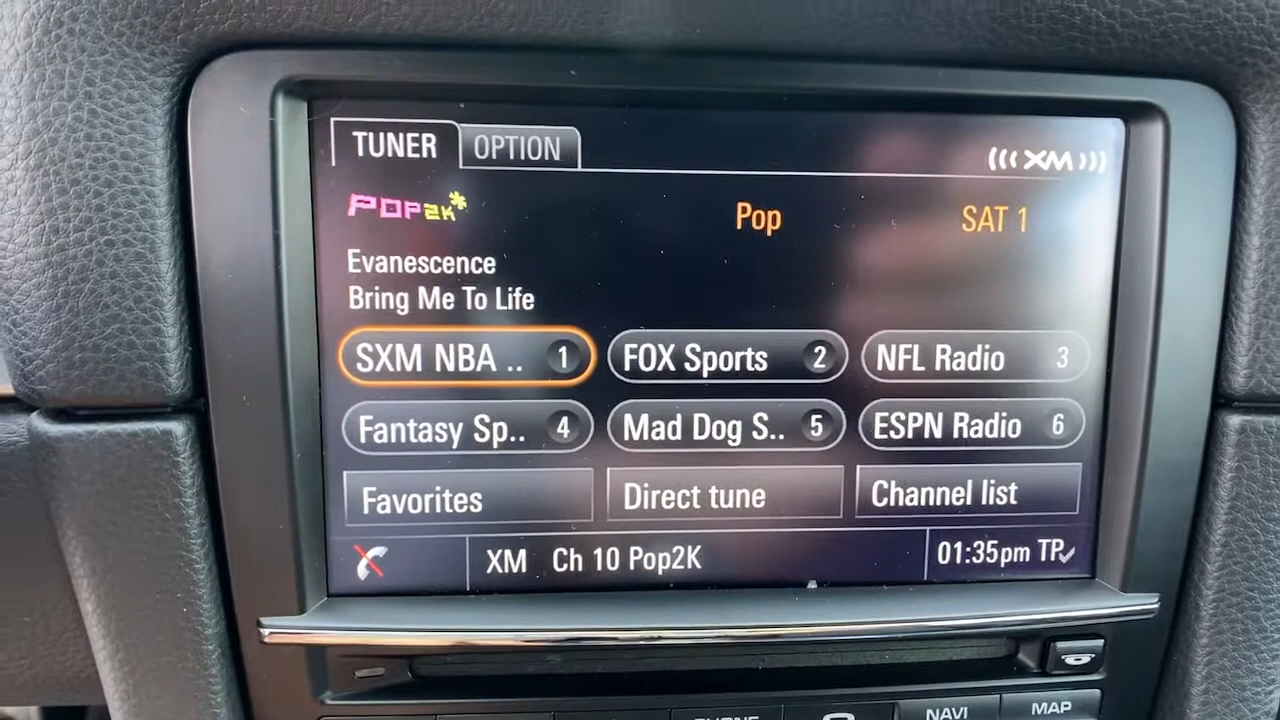 TUNER OPTION
((( XM )))
POP2K* Pop SAT 1
Evanescence
Bring Me To Life
SXM NBA .. 1 FOX Sports 2 NFL Radio 3
Fantasy Sp.. 4 Mad Dog S.. 5 ESPN Radio 6
Favorites Direct tune Channel list
XM Ch 10 Pop2K 01:35pm TP
PHONE NAVI MAP